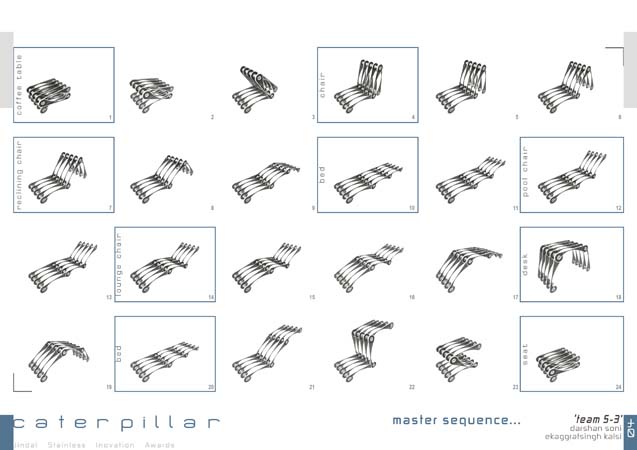 coffee table
1
2
3
chair
4
5
6
reclining chair
7
8
9
bed
10
11
pool chair
12
13
lounge chair
14
15
16
17
desk
18
19
bed
20
21
22
23
seat
24
caterpillar
master sequence...
'team 5-3'
darshan soni
ekaggratsingh kalsi
Jindal Stainless Inovation Awards